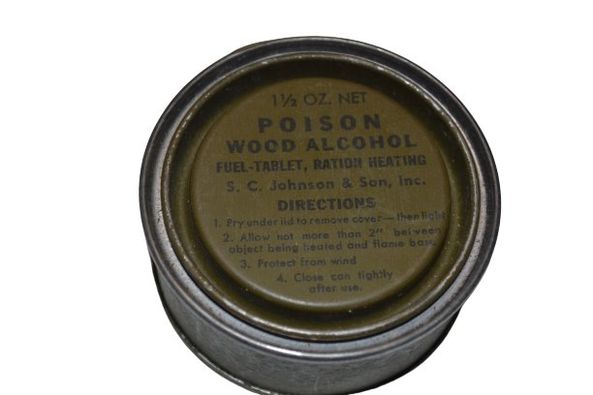 1½ OZ. NET
POISON
WOOD ALCOHOL
FUEL-TABLET, RATION HEATING
S. C. Johnson & Son, Inc.
DIRECTIONS
1. Pry under lid to remove cover—then light
2. Allow not more than 2" between
object being heated and flame base.
3. Protect from wind
4. Close can tightly
after use.